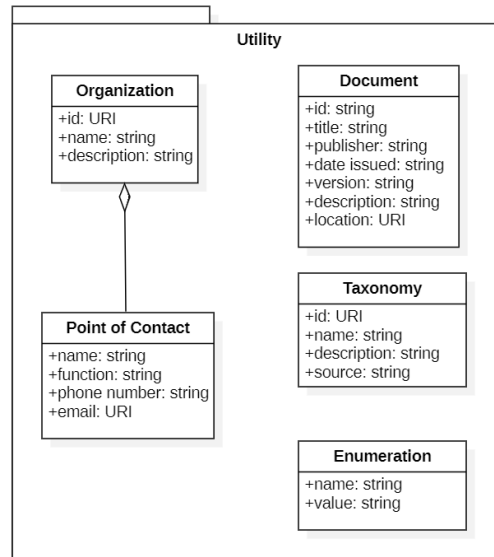 Utility
Organization
+id: URI
+name: string
+description: string
Point of Contact
+name: string
+function: string
+phone number: string
+email: URI
Document
+id: string
+title: string
+publisher: string
+date issued: string
+version: string
+description: string
+location: URI
Taxonomy
+id: URI
+name: string
+description: string
+source: string
Enumeration
+name: string
+value: string